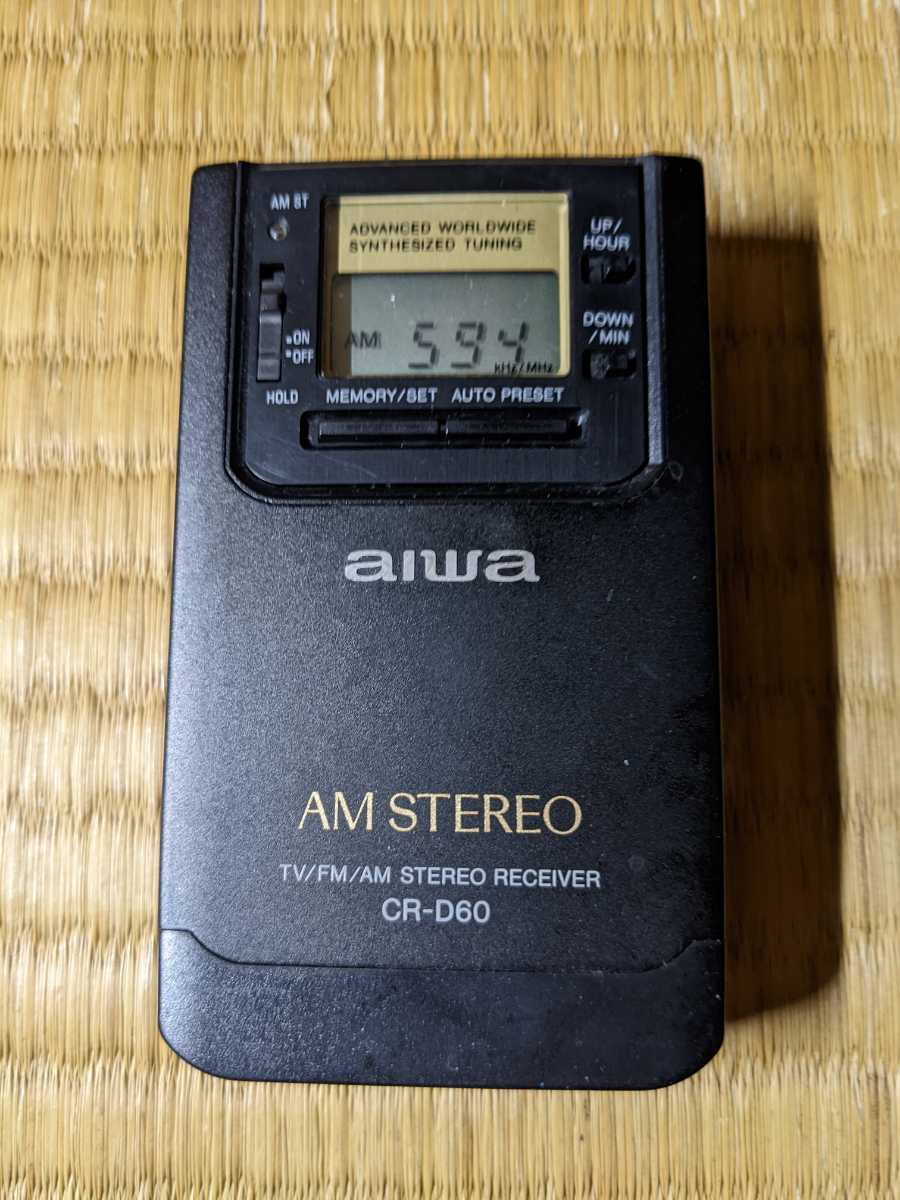 AM ST
ADVANCED WORLDWIDE
SYNTHESIZED TUNING
UP/
HOUR
AM 594
kHz/MHz
DOWN
/MIN
ON
OFF
HOLD
MEMORY/SET AUTO PRESET
aiwa
AM STEREO
TV/FM/AM STEREO RECEIVER
CR-D60